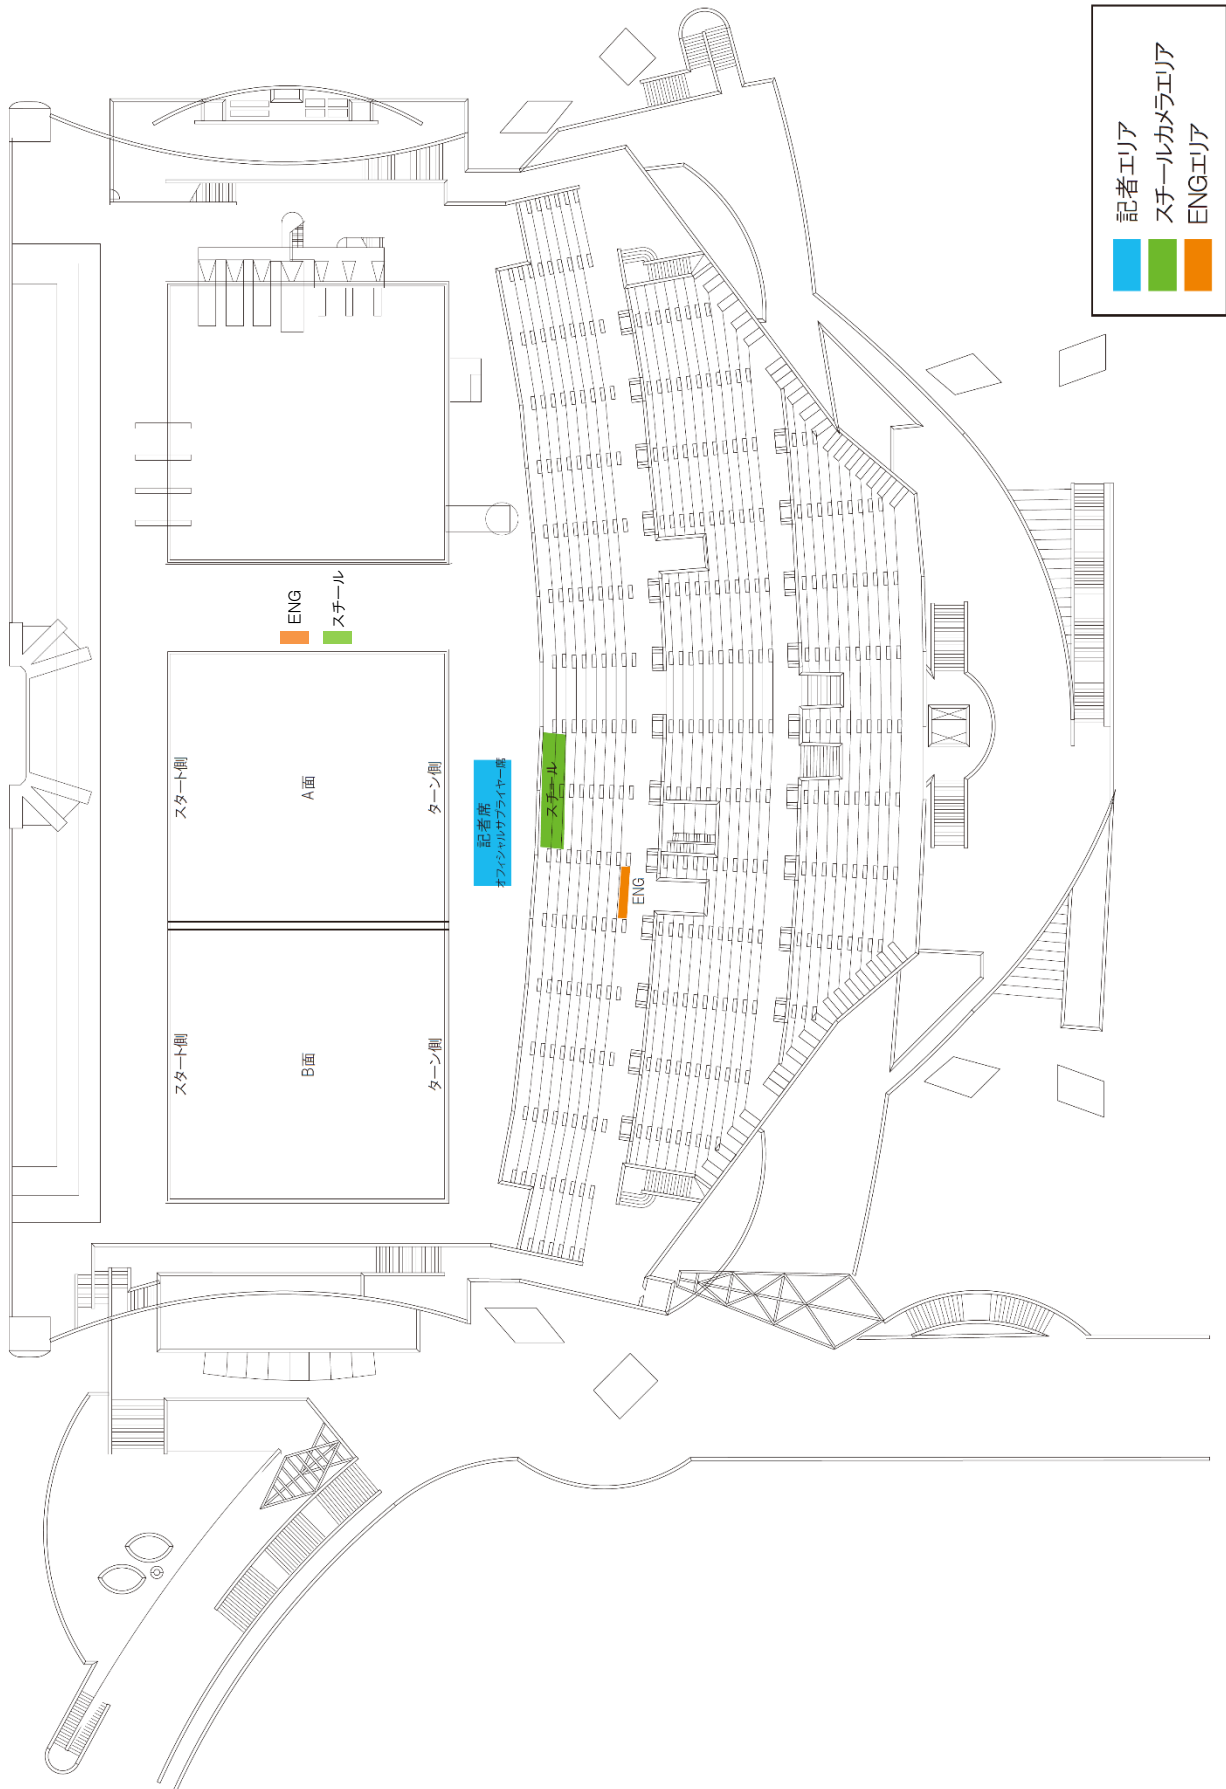 記者エリア
スチールカメラエリア
ENGエリア
ENG
スチール
スタート側
A面
ターン側
記者席
オフィシャルサプライヤー席
スチール
ENG
スタート側
B面
ターン側